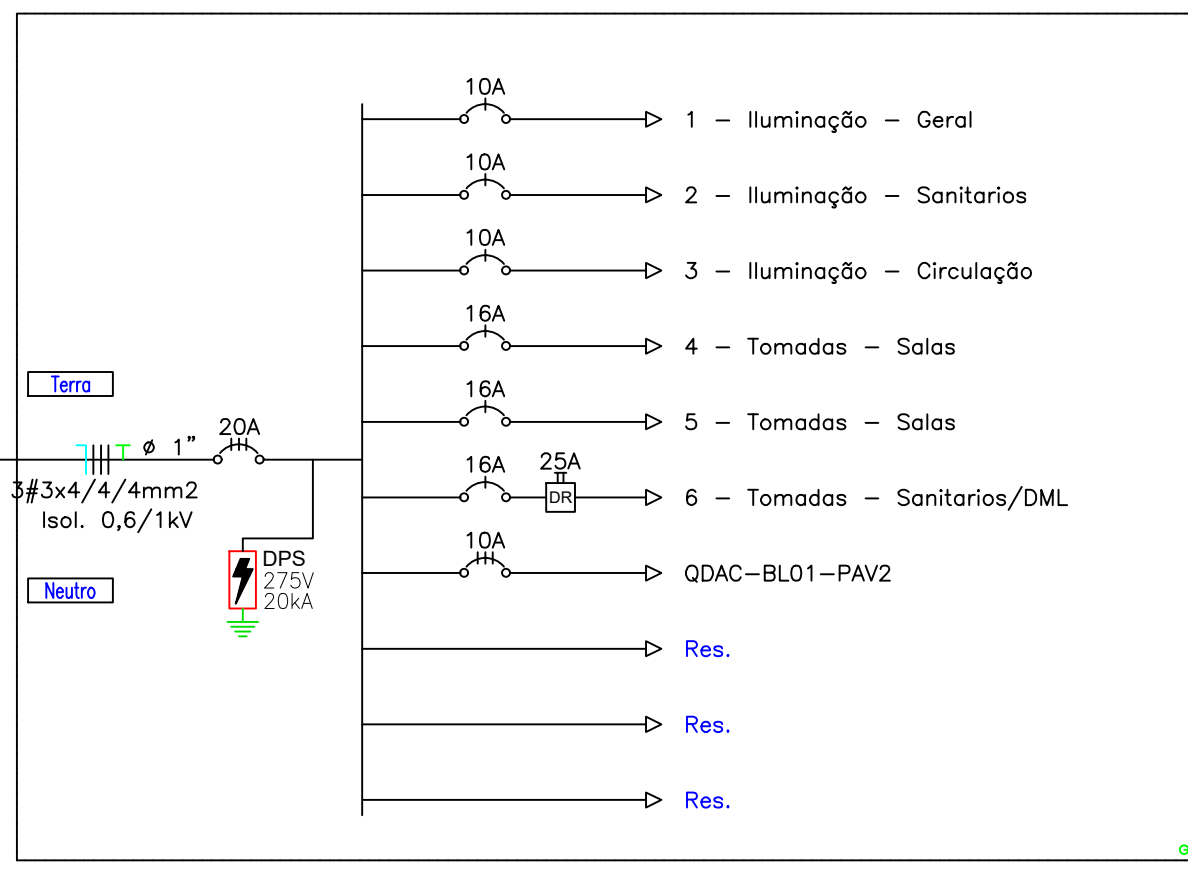 10A
1 - Iluminação - Geral
10A
2 - Iluminação - Sanitarios
10A
3 - Iluminação - Circulação
16A
4 - Tomadas - Salas
Terra
16A
5 - Tomadas - Salas
ø 1"
20A
3#3x4/4/4mm2
Isol. 0,6/1kV
16A
25A
DR
6 - Tomadas - Sanitarios/DML
10A
QDAC-BL01-PAV2
DPS
275V
20kA
Neutro
Res.
Res.
Res.